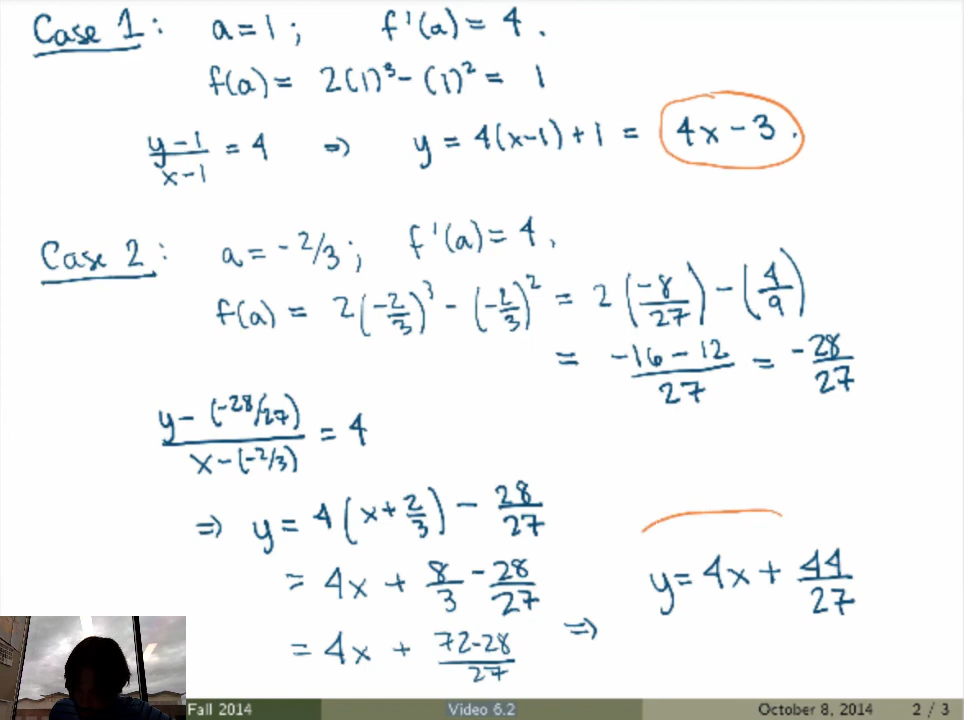 Case 1: a = 1; f'(a) = 4.
f(a) = 2(1)³ - (1)² = 1
(y-1)/(x-1) = 4 ⇒ y = 4(x-1)+1 = 4x - 3.
Case 2: a = -2/3; f'(a) = 4,
f(a) = 2(-2/3)³ - (-2/3)² = 2(-8/27) - (4/9)
= (-16-12)/27 = -28/27
(y-(-28/27))/(x-(-2/3)) = 4
⇒ y = 4(x+2/3) - 28/27
= 4x + 8/3 - 28/27
= 4x + (72-28)/27 ⇒ y = 4x + 44/27
Fall 2014 Video 6.2 October 8, 2014 2 / 3